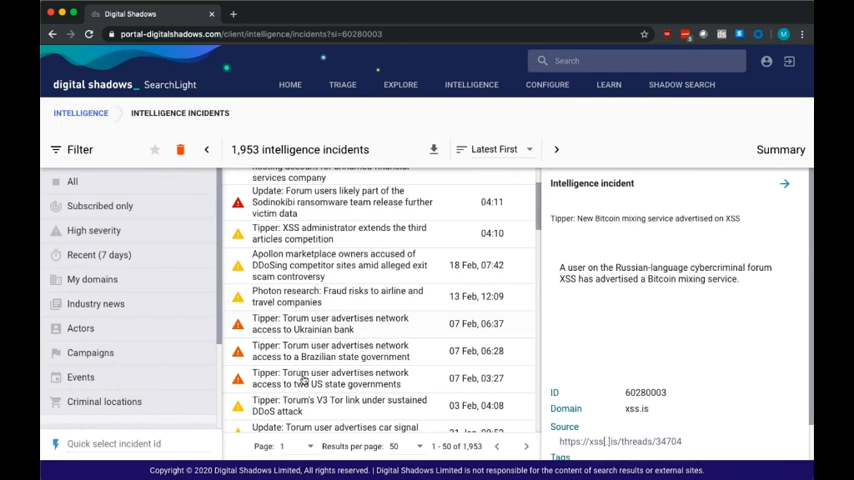 ds Digital Shadows
portal-digitalshadows.com/client/intelligence/incidents?si=60280003
M
Search
digital shadows_ SearchLight
HOME TRIAGE EXPLORE INTELLIGENCE CONFIGURE LEARN SHADOW SEARCH
INTELLIGENCE INTELLIGENCE INCIDENTS
Filter
1,953 intelligence incidents
Latest First
Summary
All
Subscribed only
High severity
Recent (7 days)
My domains
Industry news
Actors
Campaigns
Events
Criminal locations
Quick select incident Id
hosting account for unnamed financial
services company
Update: Forum users likely part of the
Sodinokibi ransomware team release further
victim data
04:11
Tipper: XSS administrator extends the third
articles competition
04:10
Apollon marketplace owners accused of
DDoSing competitor sites amid alleged exit
scam controversy
18 Feb, 07:42
Photon research: Fraud risks to airline and
travel companies
13 Feb, 12:09
Tipper: Torum user advertises network
access to Ukrainian bank
07 Feb, 06:37
Tipper: Torum user advertises network
access to a Brazilian state government
07 Feb, 06:28
Tipper: Torum user advertises network
access to two US state governments
07 Feb, 03:27
Tipper: Torum's V3 Tor link under sustained
DDoS attack
03 Feb, 04:08
Update: Torum user advertises car signal
Page: 1 Results per page: 50 1 - 50 of 1,953
Intelligence incident
Tipper: New Bitcoin mixing service advertised on XSS
A user on the Russian-language cybercriminal forum
XSS has advertised a Bitcoin mixing service.
ID 60280003
Domain xss.is
Source
https://xss[.]is/threads/34704
Tags
Copyright © 2020 Digital Shadows Limited, All rights reserved. | Digital Shadows Limited is not responsible for the content of search results or external sites.